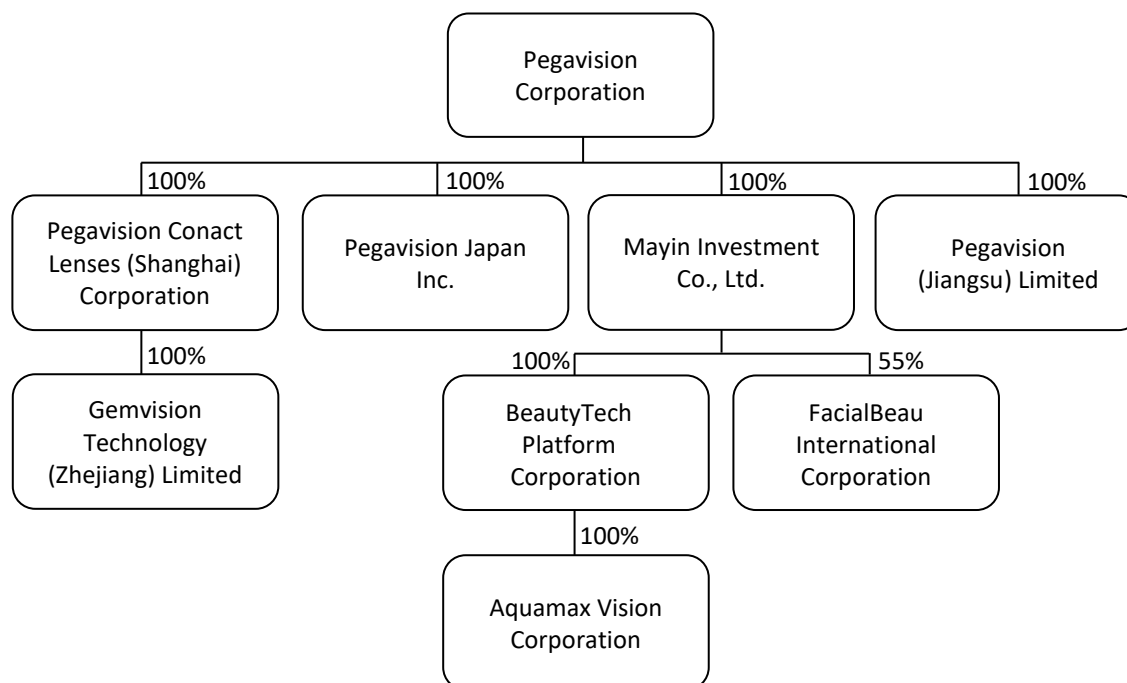 Pegavision
Corporation
100%
100%
100%
100%
Pegavision Conact
Lenses (Shanghai)
Corporation
Pegavision Japan
Inc.
Mayin Investment
Co., Ltd.
Pegavision
(Jiangsu) Limited
100%
100%
55%
Gemvision
Technology
(Zhejiang) Limited
BeautyTech
Platform
Corporation
FacialBeau
International
Corporation
100%
Aquamax Vision
Corporation